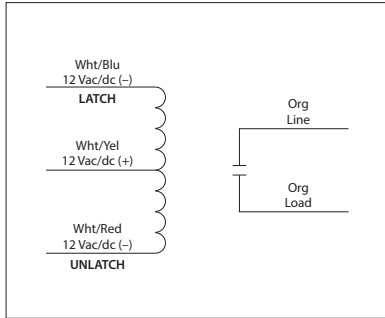 Wht/Blu
12 Vac/dc (–)
LATCH
Wht/Yel
12 Vac/dc (+)
Wht/Red
12 Vac/dc (–)
UNLATCH
Org
Line
Org
Load